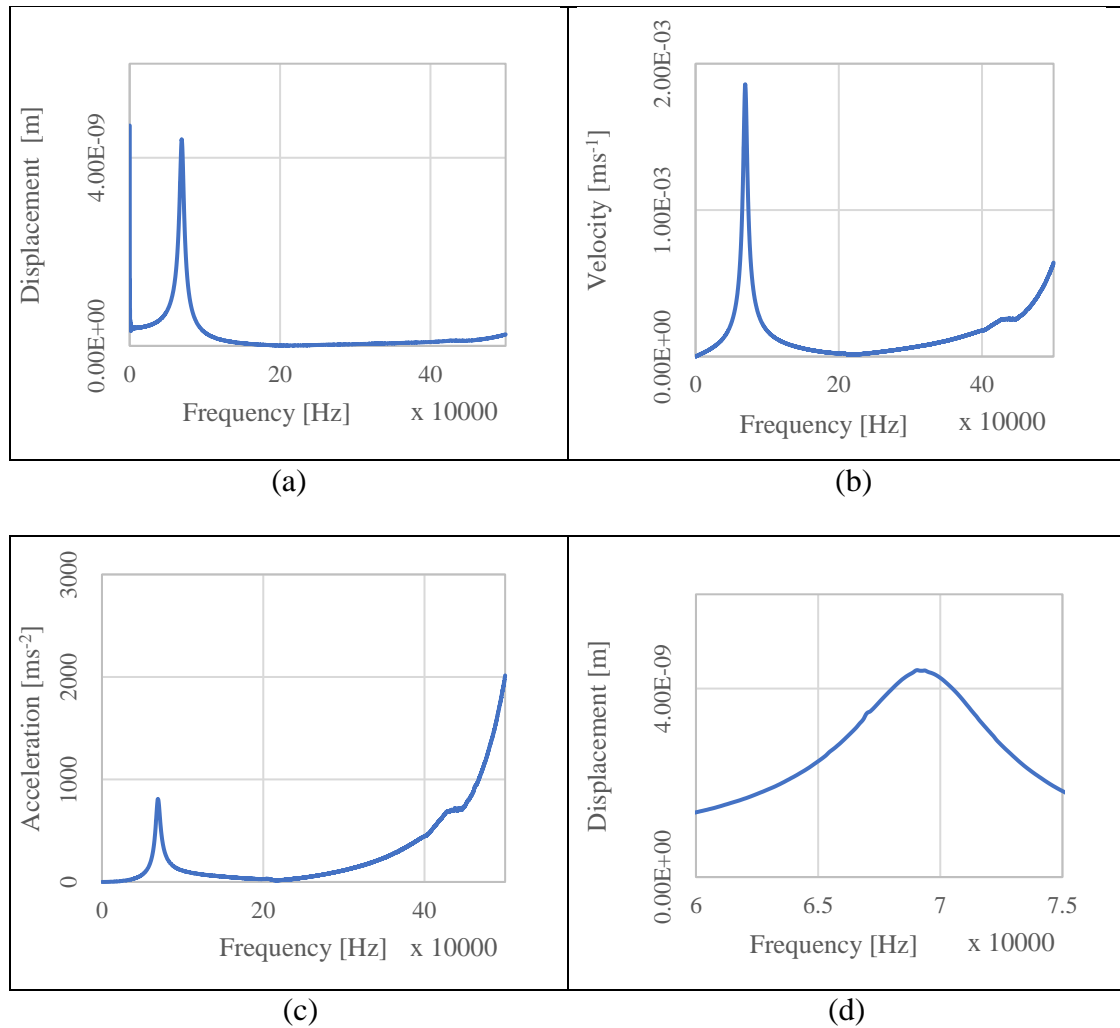 Displacement [m]
4.00E-09
0.00E+00
0 20 40
Frequency [Hz] x 10000
(a)
Velocity [ms-1]
2.00E-03
1.00E-03
0.00E+00
0 20 40
Frequency [Hz] x 10000
(b)
Acceleration [ms-2]
3000
2000
1000
0
0 20 40
Frequency [Hz] x 10000
(c)
Displacement [m]
4.00E-09
0.00E+00
6 6.5 7 7.5
Frequency [Hz] x 10000
(d)